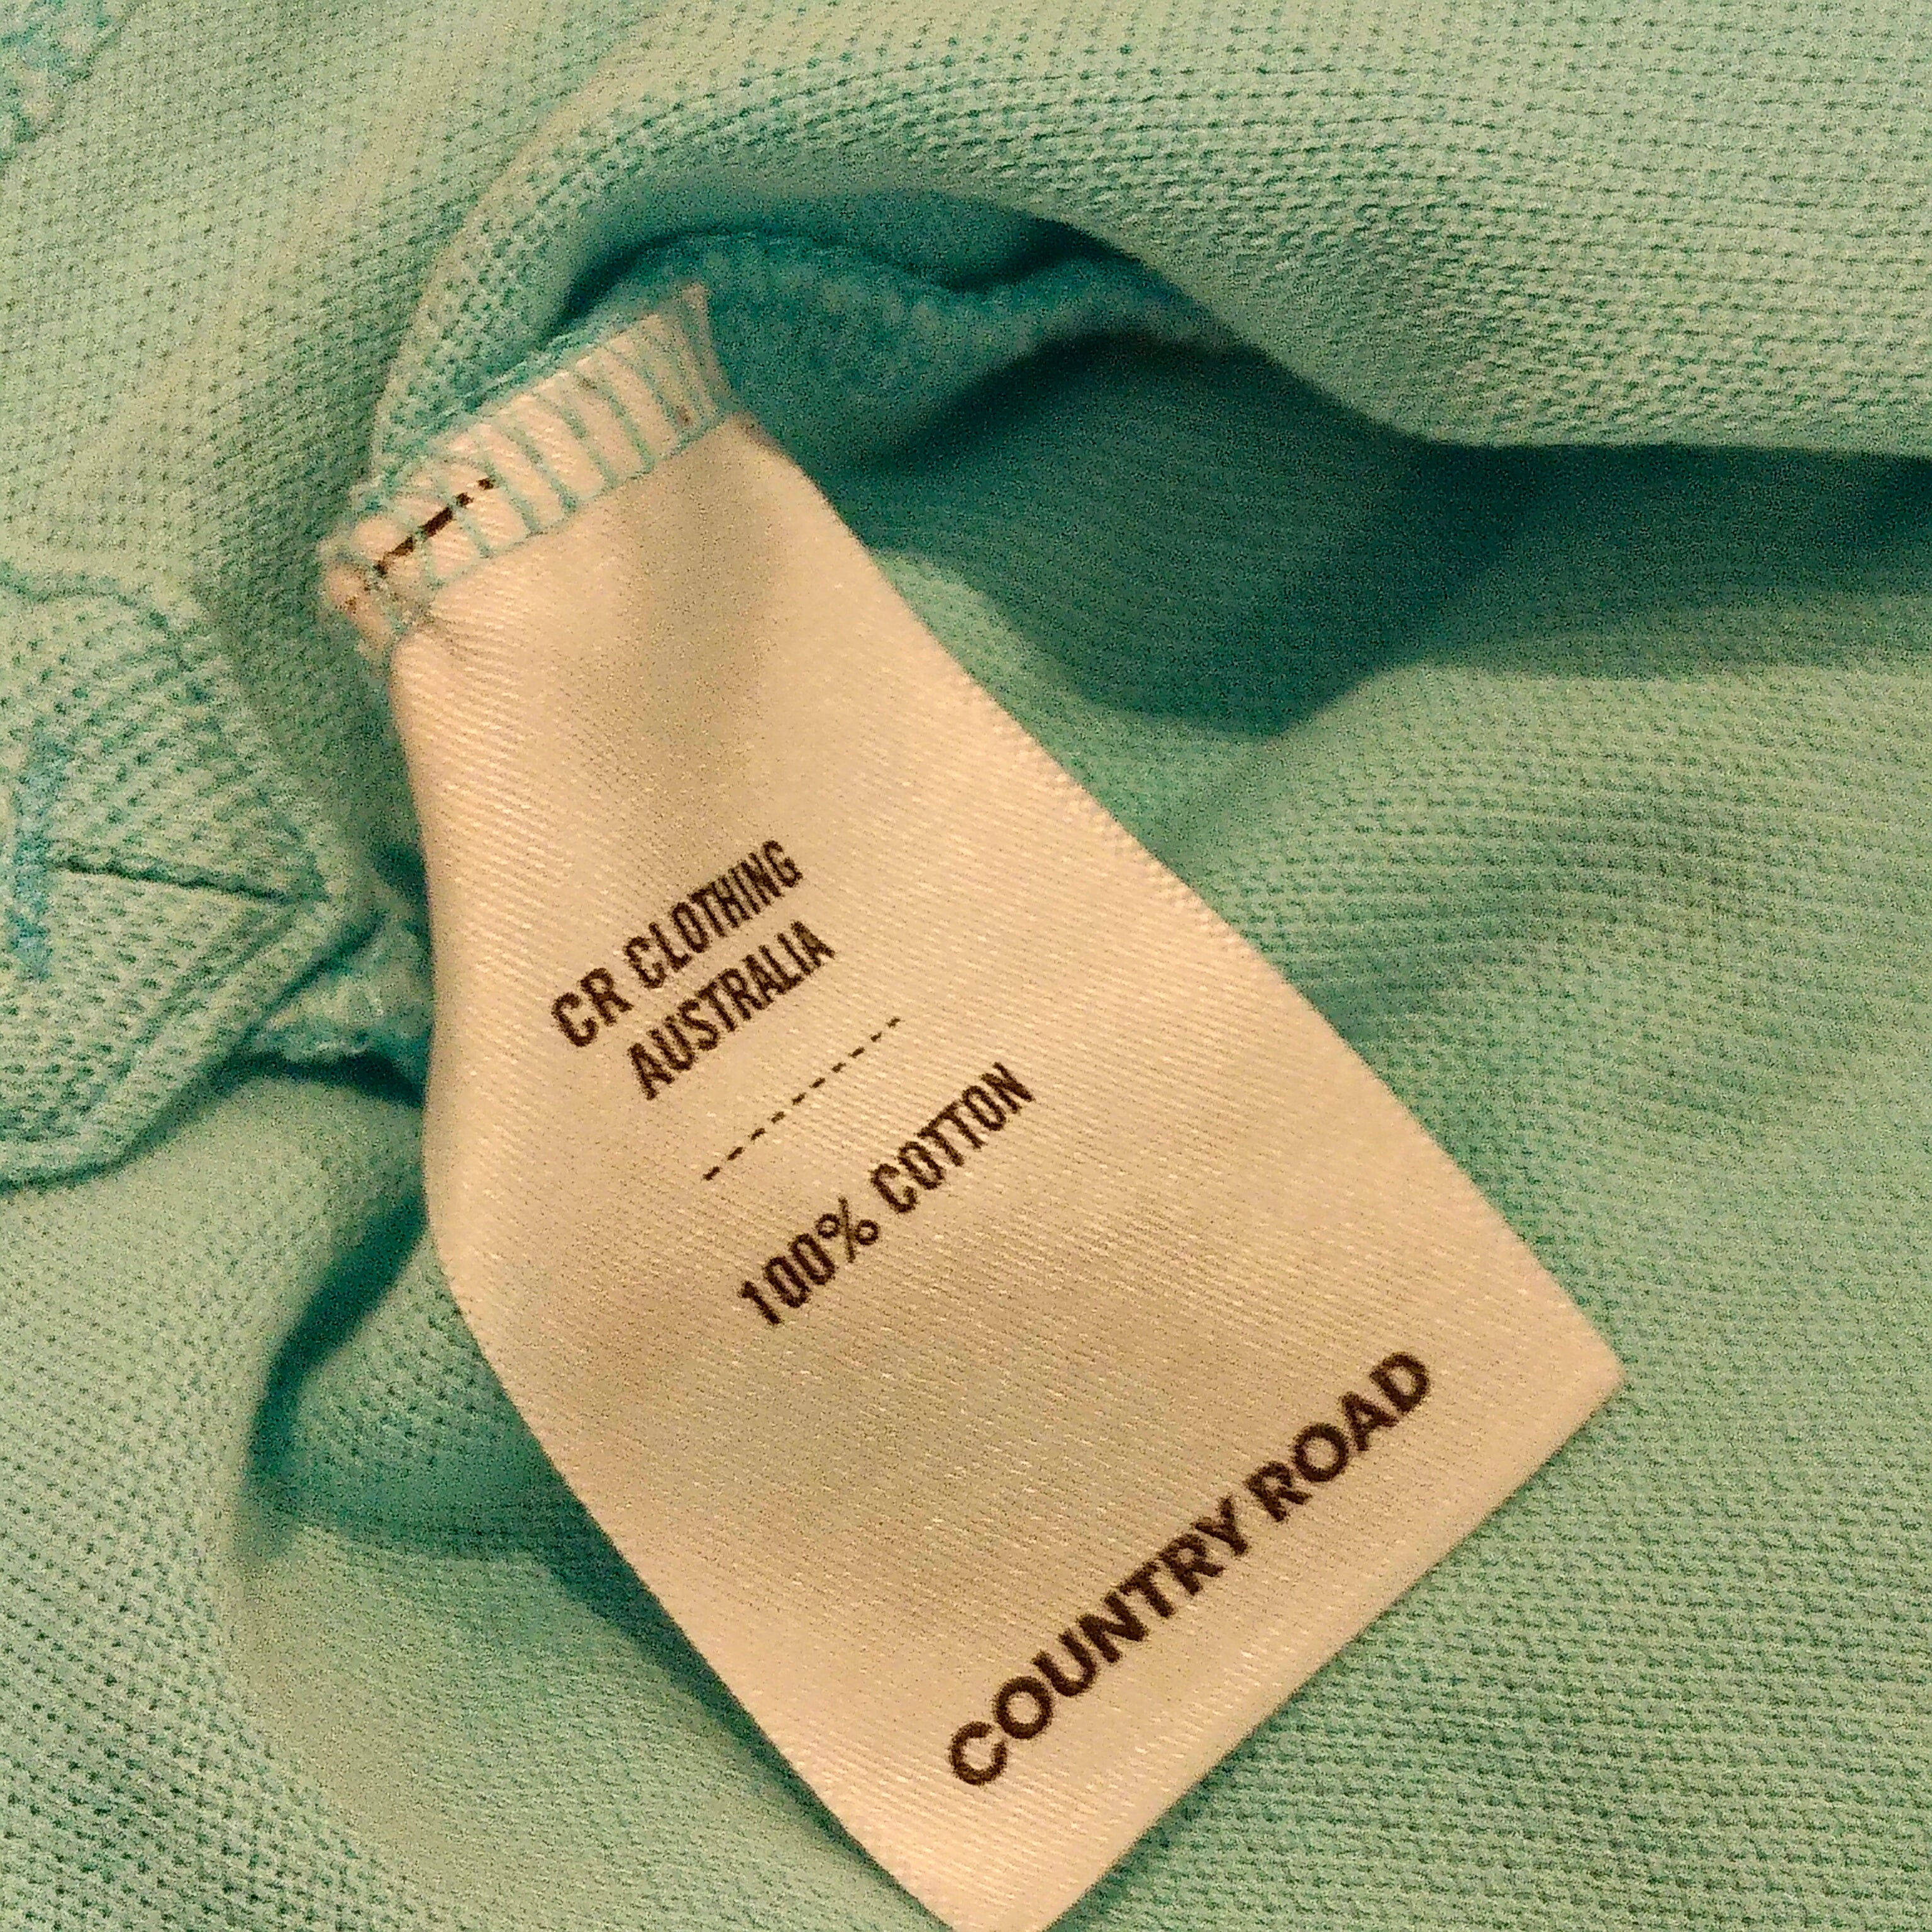 CR CLOTHING
AUSTRALIA
100% COTTON
COUNTRY ROAD